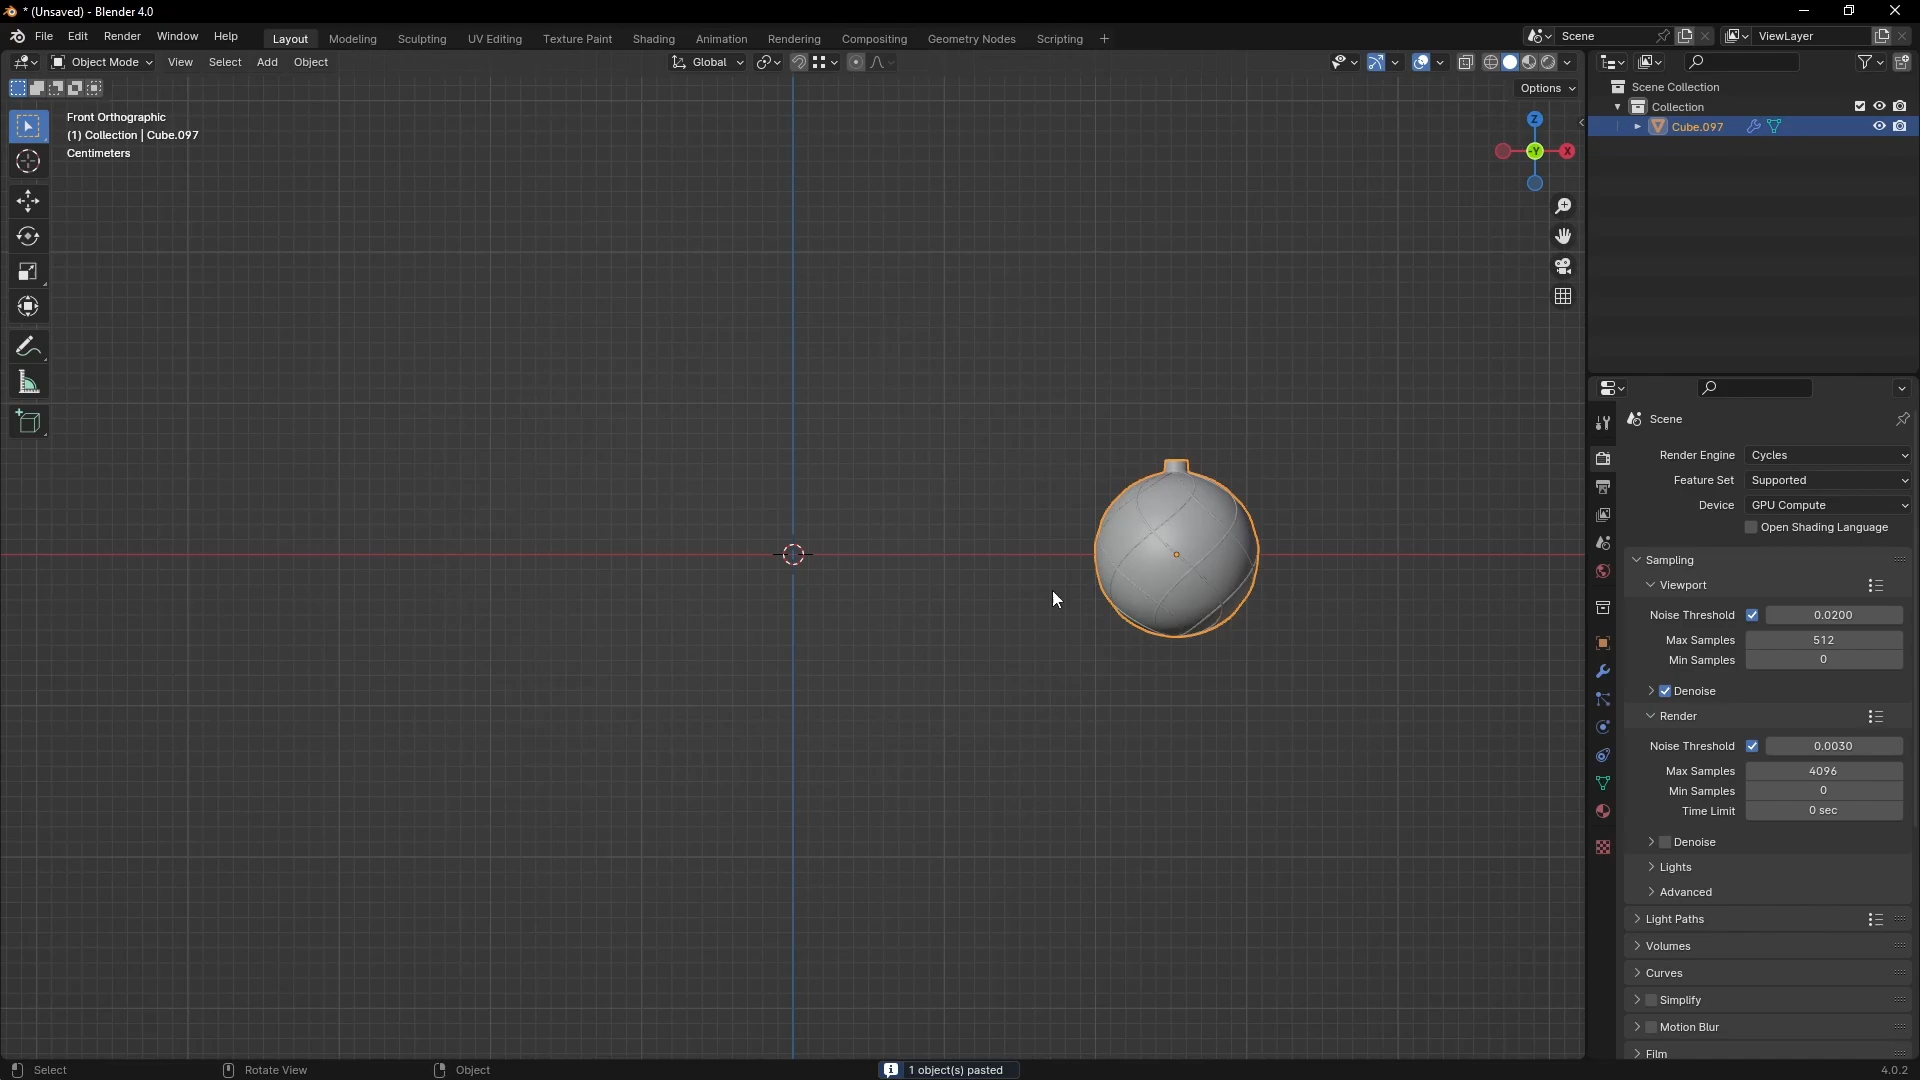 * (Unsaved) - Blender 4.0
File Edit Render Window Help
Layout Modeling Sculpting UV Editing Texture Paint Shading Animation Rendering Compositing Geometry Nodes Scripting +
Scene ViewLayer
Object Mode View Select Add Object
Global
Options
Front Orthographic
(1) Collection | Cube.097
Centimeters
Z
-Y
X
Scene Collection
Collection
Cube.097
Scene
Render Engine Cycles
Feature Set Supported
Device GPU Compute
Open Shading Language
Sampling
Viewport
Noise Threshold 0.0200
Max Samples 512
Min Samples 0
Denoise
Render
Noise Threshold 0.0030
Max Samples 4096
Min Samples 0
Time Limit 0 sec
Denoise
Lights
Advanced
Light Paths
Volumes
Curves
Simplify
Motion Blur
Film
Select Rotate View Object
1 object(s) pasted
4.0.2